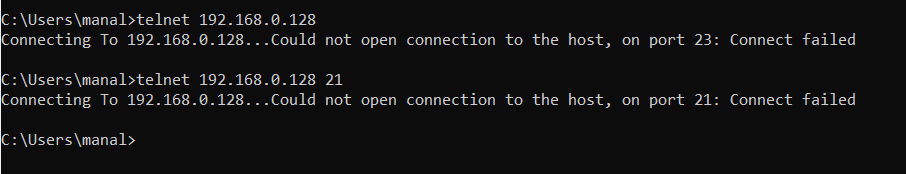 C:\Users\manal>telnet 192.168.0.128
Connecting To 192.168.0.128...Could not open connection to the host, on port 23: Connect failed
C:\Users\manal>telnet 192.168.0.128 21
Connecting To 192.168.0.128...Could not open connection to the host, on port 21: Connect failed
C:\Users\manal>